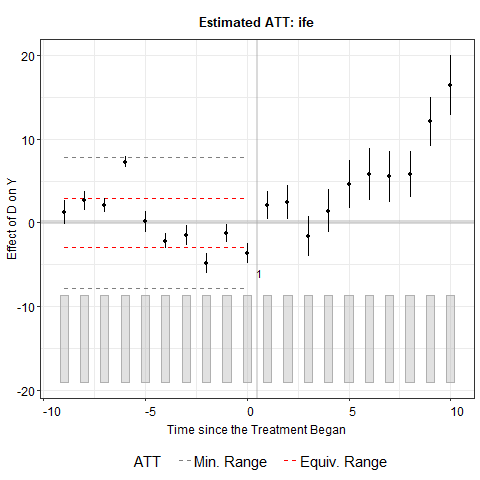 Estimated ATT: ife
20
10
0
-10
-20
Effect of D on Y
1
-10
-5
0
5
10
Time since the Treatment Began
ATT Min. Range Equiv. Range